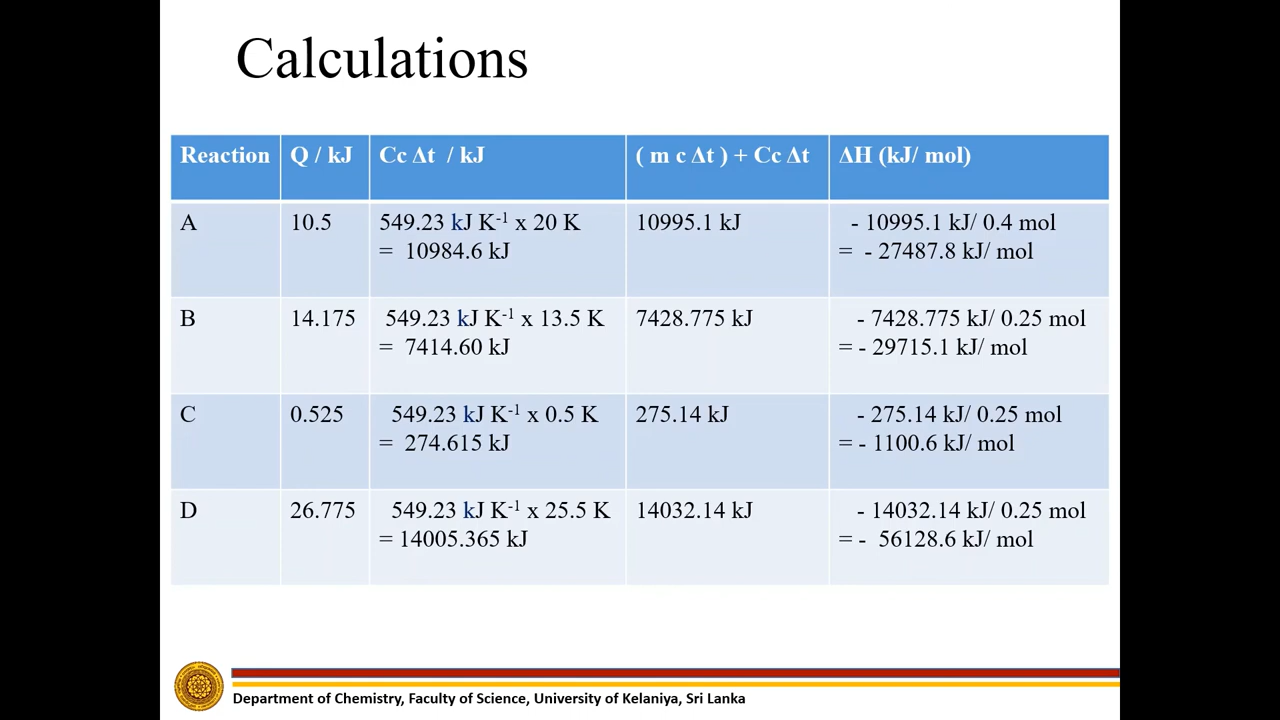 Calculations
Reaction Q / kJ Cc Δt / kJ ( m c Δt ) + Cc Δt ΔH (kJ/ mol)
A 10.5 549.23 kJ K⁻¹ x 20 K 10995.1 kJ - 10995.1 kJ/ 0.4 mol
= 10984.6 kJ = - 27487.8 kJ/ mol
B 14.175 549.23 kJ K⁻¹ x 13.5 K 7428.775 kJ - 7428.775 kJ/ 0.25 mol
= 7414.60 kJ = - 29715.1 kJ/ mol
C 0.525 549.23 kJ K⁻¹ x 0.5 K 275.14 kJ - 275.14 kJ/ 0.25 mol
= 274.615 kJ = - 1100.6 kJ/ mol
D 26.775 549.23 kJ K⁻¹ x 25.5 K 14032.14 kJ - 14032.14 kJ/ 0.25 mol
= 14005.365 kJ = - 56128.6 kJ/ mol
Department of Chemistry, Faculty of Science, University of Kelaniya, Sri Lanka